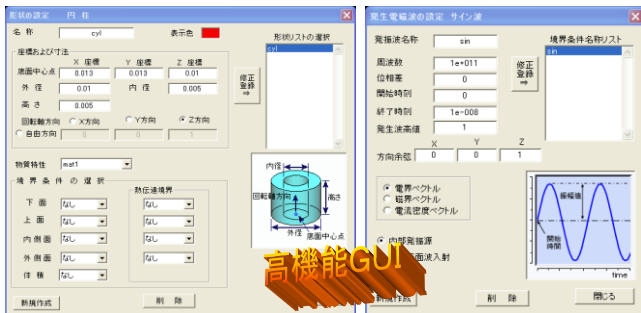 形状の設定 円 柱
名 称
cyl
表示色
形状リストの選択
cyl
座標および寸法
X 座標
Y 座標
Z 座標
底面中心点
0.013
0.013
0.01
外 径
0.01
内 径
0.005
高 さ
0.005
回転軸方向
X方向
Y方向
Z方向
自由方向
0
0
1
修正
登録
⇒
物質特性
mat1
境 界 条 件 の 選 択
熱伝達境界
下 面
なし
なし
上 面
なし
なし
内側面
なし
なし
外側面
なし
なし
体 積
なし
新規作成
削 除
内径
回転軸方向
高さ
外径
底面中心点
高機能GUI
発生電磁波の設定 サイン波
発振波名称
sin
境界条件名称リスト
sin
周波数
1e+011
位相差
0
開始時刻
0
終了時刻
1e-008
発生波高値
1
修正
登録
⇒
X
Y
Z
方向余弦
0
0
1
電界ベクトル
磁界ベクトル
電流密度ベクトル
内部発振源
面波入射
振幅値
開始
時間
time
新規作成
削 除
閉じる